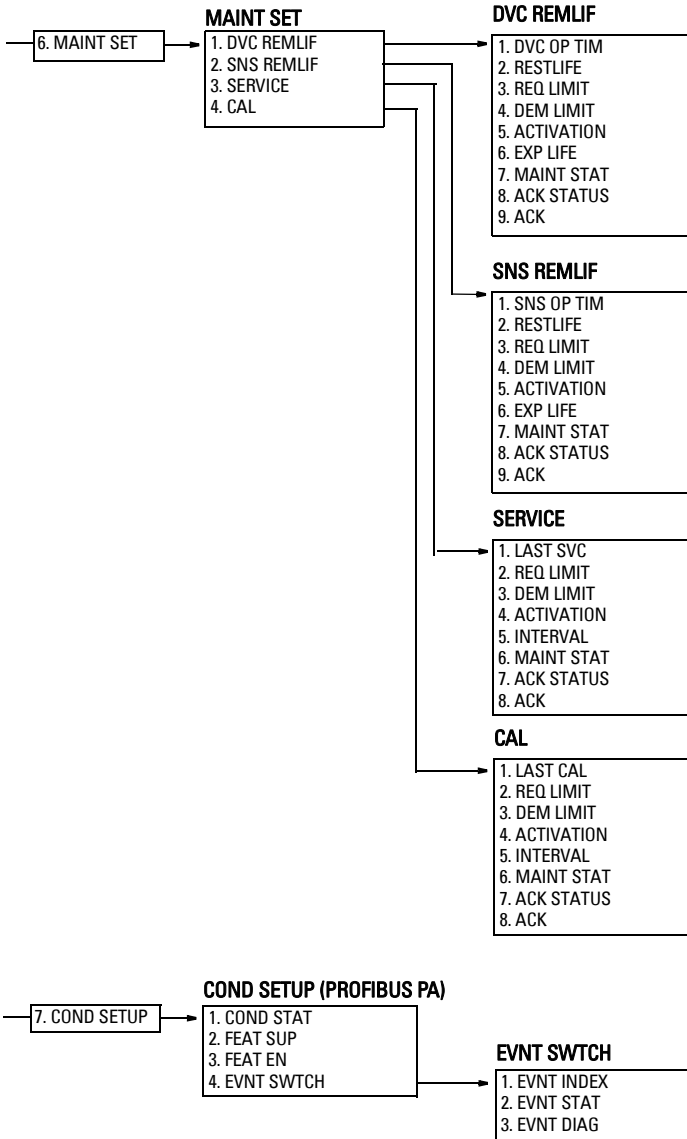 6. MAINT SET
MAINT SET
1. DVC REMLIF
2. SNS REMLIF
3. SERVICE
4. CAL
DVC REMLIF
1. DVC OP TIM
2. RESTLIFE
3. REQ LIMIT
4. DEM LIMIT
5. ACTIVATION
6. EXP LIFE
7. MAINT STAT
8. ACK STATUS
9. ACK
SNS REMLIF
1. SNS OP TIM
2. RESTLIFE
3. REQ LIMIT
4. DEM LIMIT
5. ACTIVATION
6. EXP LIFE
7. MAINT STAT
8. ACK STATUS
9. ACK
SERVICE
1. LAST SVC
2. REQ LIMIT
3. DEM LIMIT
4. ACTIVATION
5. INTERVAL
6. MAINT STAT
7. ACK STATUS
8. ACK
CAL
1. LAST CAL
2. REQ LIMIT
3. DEM LIMIT
4. ACTIVATION
5. INTERVAL
6. MAINT STAT
7. ACK STATUS
8. ACK
7. COND SETUP
COND SETUP (PROFIBUS PA)
1. COND STAT
2. FEAT SUP
3. FEAT EN
4. EVNT SWTCH
EVNT SWTCH
1. EVNT INDEX
2. EVNT STAT
3. EVNT DIAG